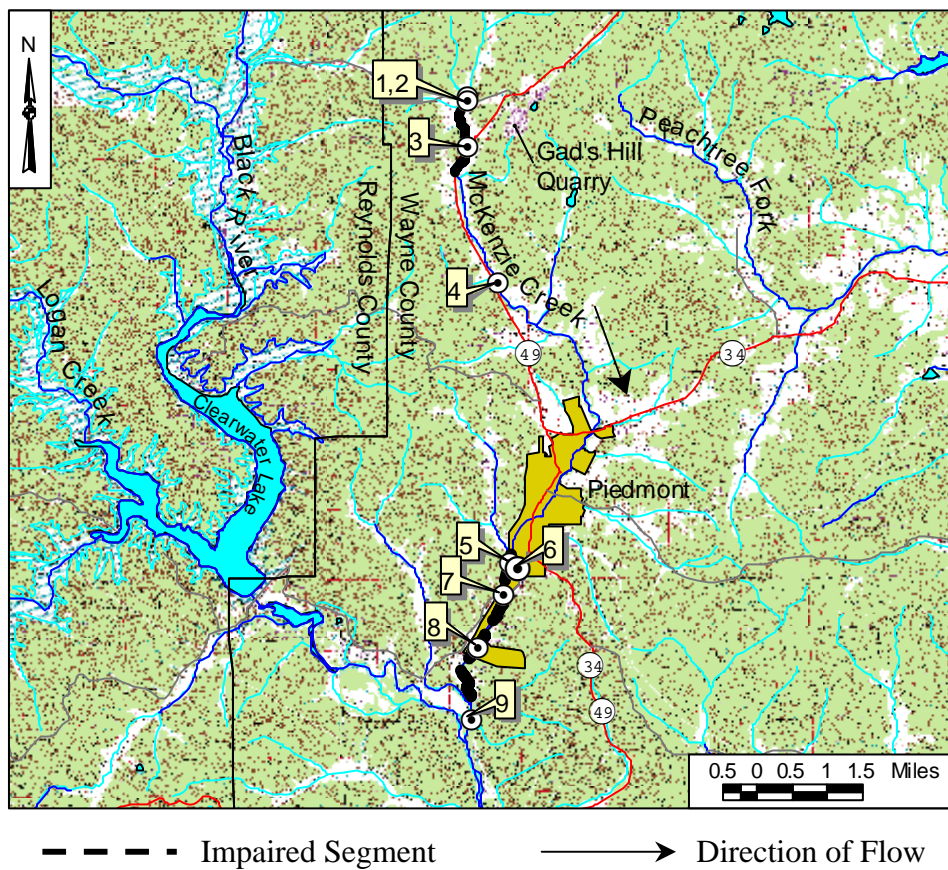 N
1,2
3
Gad's Hill
Quarry
Peachrree Fork
Black River
Reynolds County
Wayne County
McKenzie Creek
4
49
34
Logan Creek
Clearwater Lake
Piedmont
5
6
7
8
9
34
49
0.5 0 0.5 1 1.5 Miles
Impaired Segment
Direction of Flow